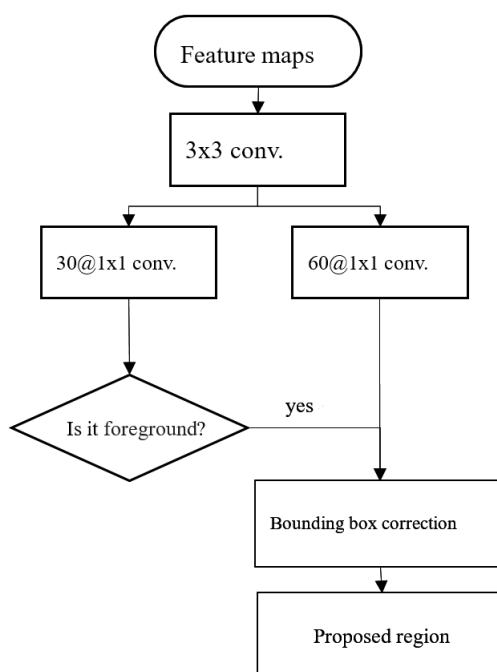 Feature maps
3x3 conv.
30@1x1 conv.
60@1x1 conv.
Is it foreground?
yes
Bounding box correction
Proposed region